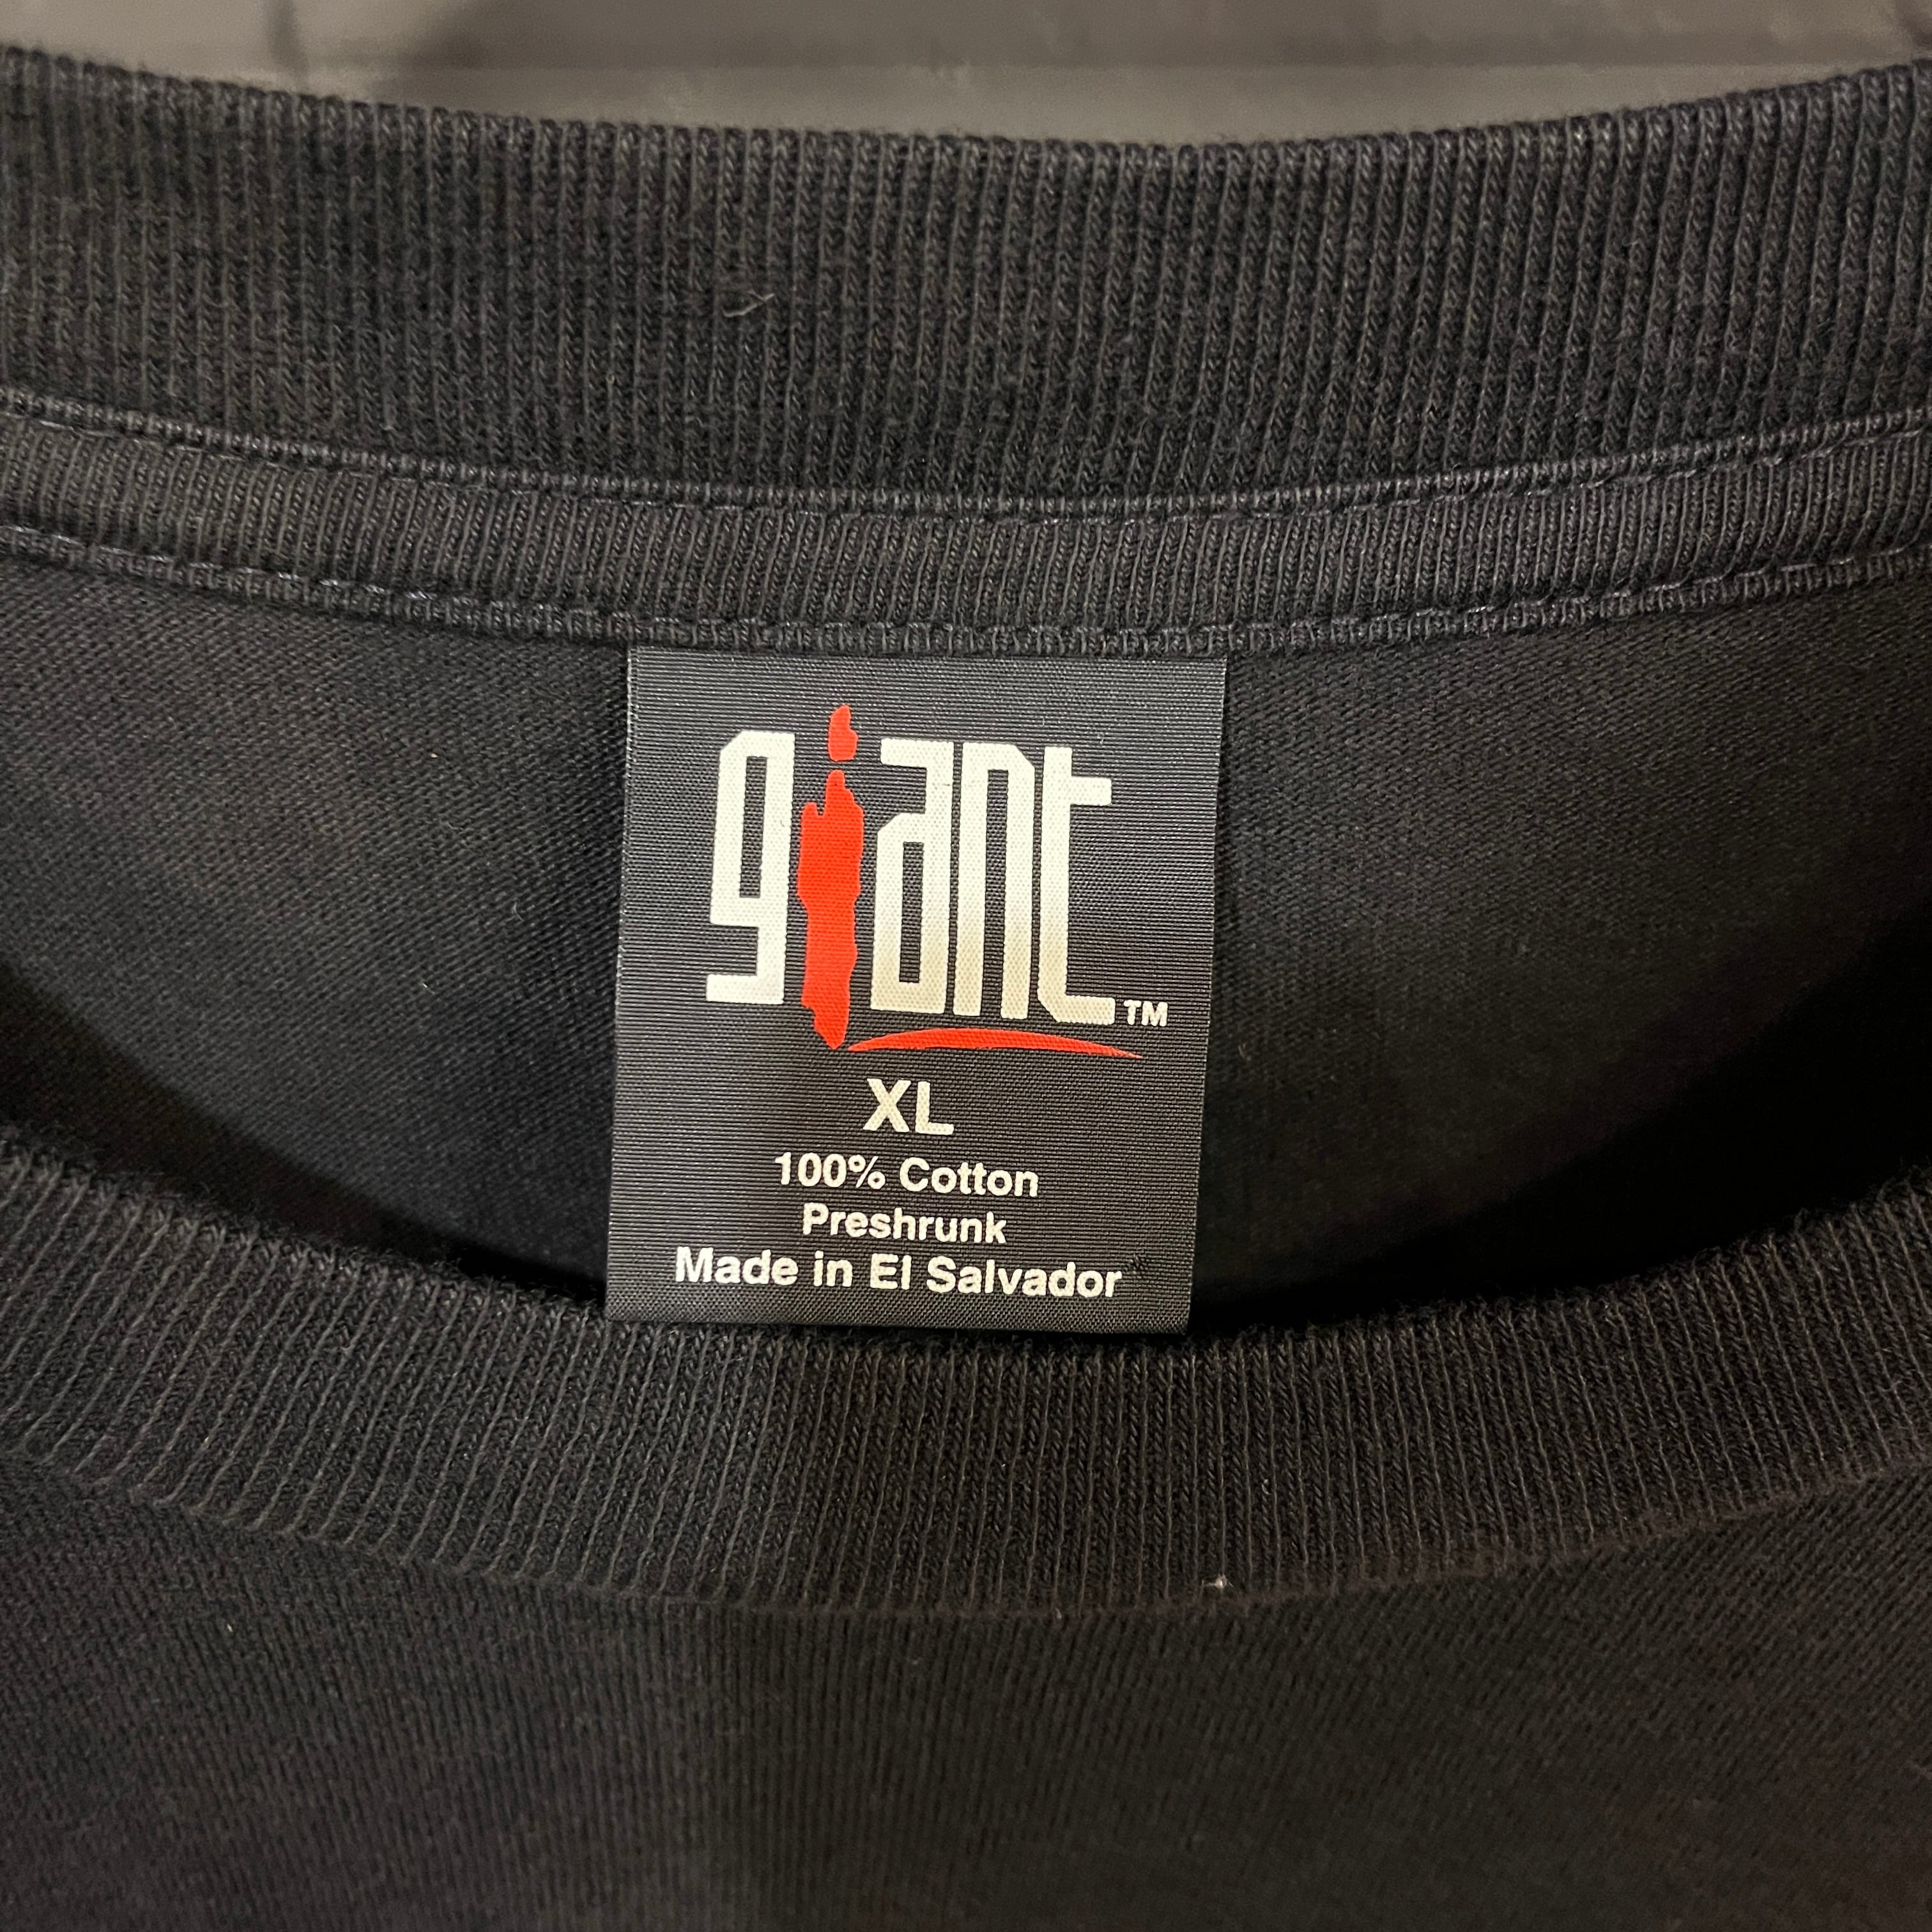 giant™
XL
100% Cotton
Preshrunk
Made in El Salvador